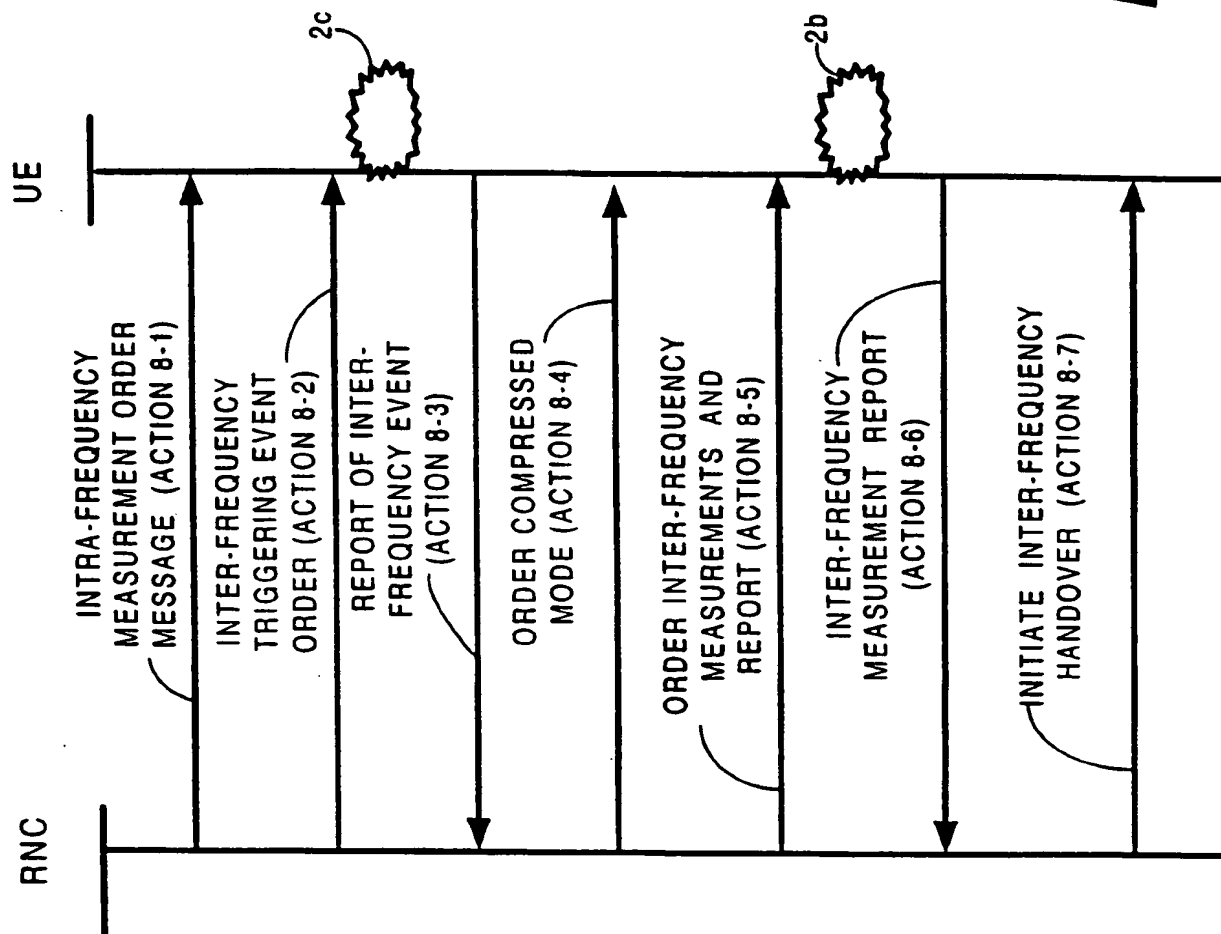 RNC
UE
INTRA-FREQUENCY
MEASUREMENT ORDER
MESSAGE (ACTION 8-1)
INTER-FREQUENCY
TRIGGERING EVENT
ORDER (ACTION 8-2)
2c
REPORT OF INTER-
FREQUENCY EVENT
(ACTION 8-3)
ORDER COMPRESSED
MODE (ACTION 8-4)
ORDER INTER-FREQUENCY
MEASUREMENTS AND
REPORT (ACTION 8-5)
2b
INTER-FREQUENCY
MEASUREMENT REPORT
(ACTION 8-6)
INITIATE INTER-FREQUENCY
HANDOVER (ACTION 8-7)